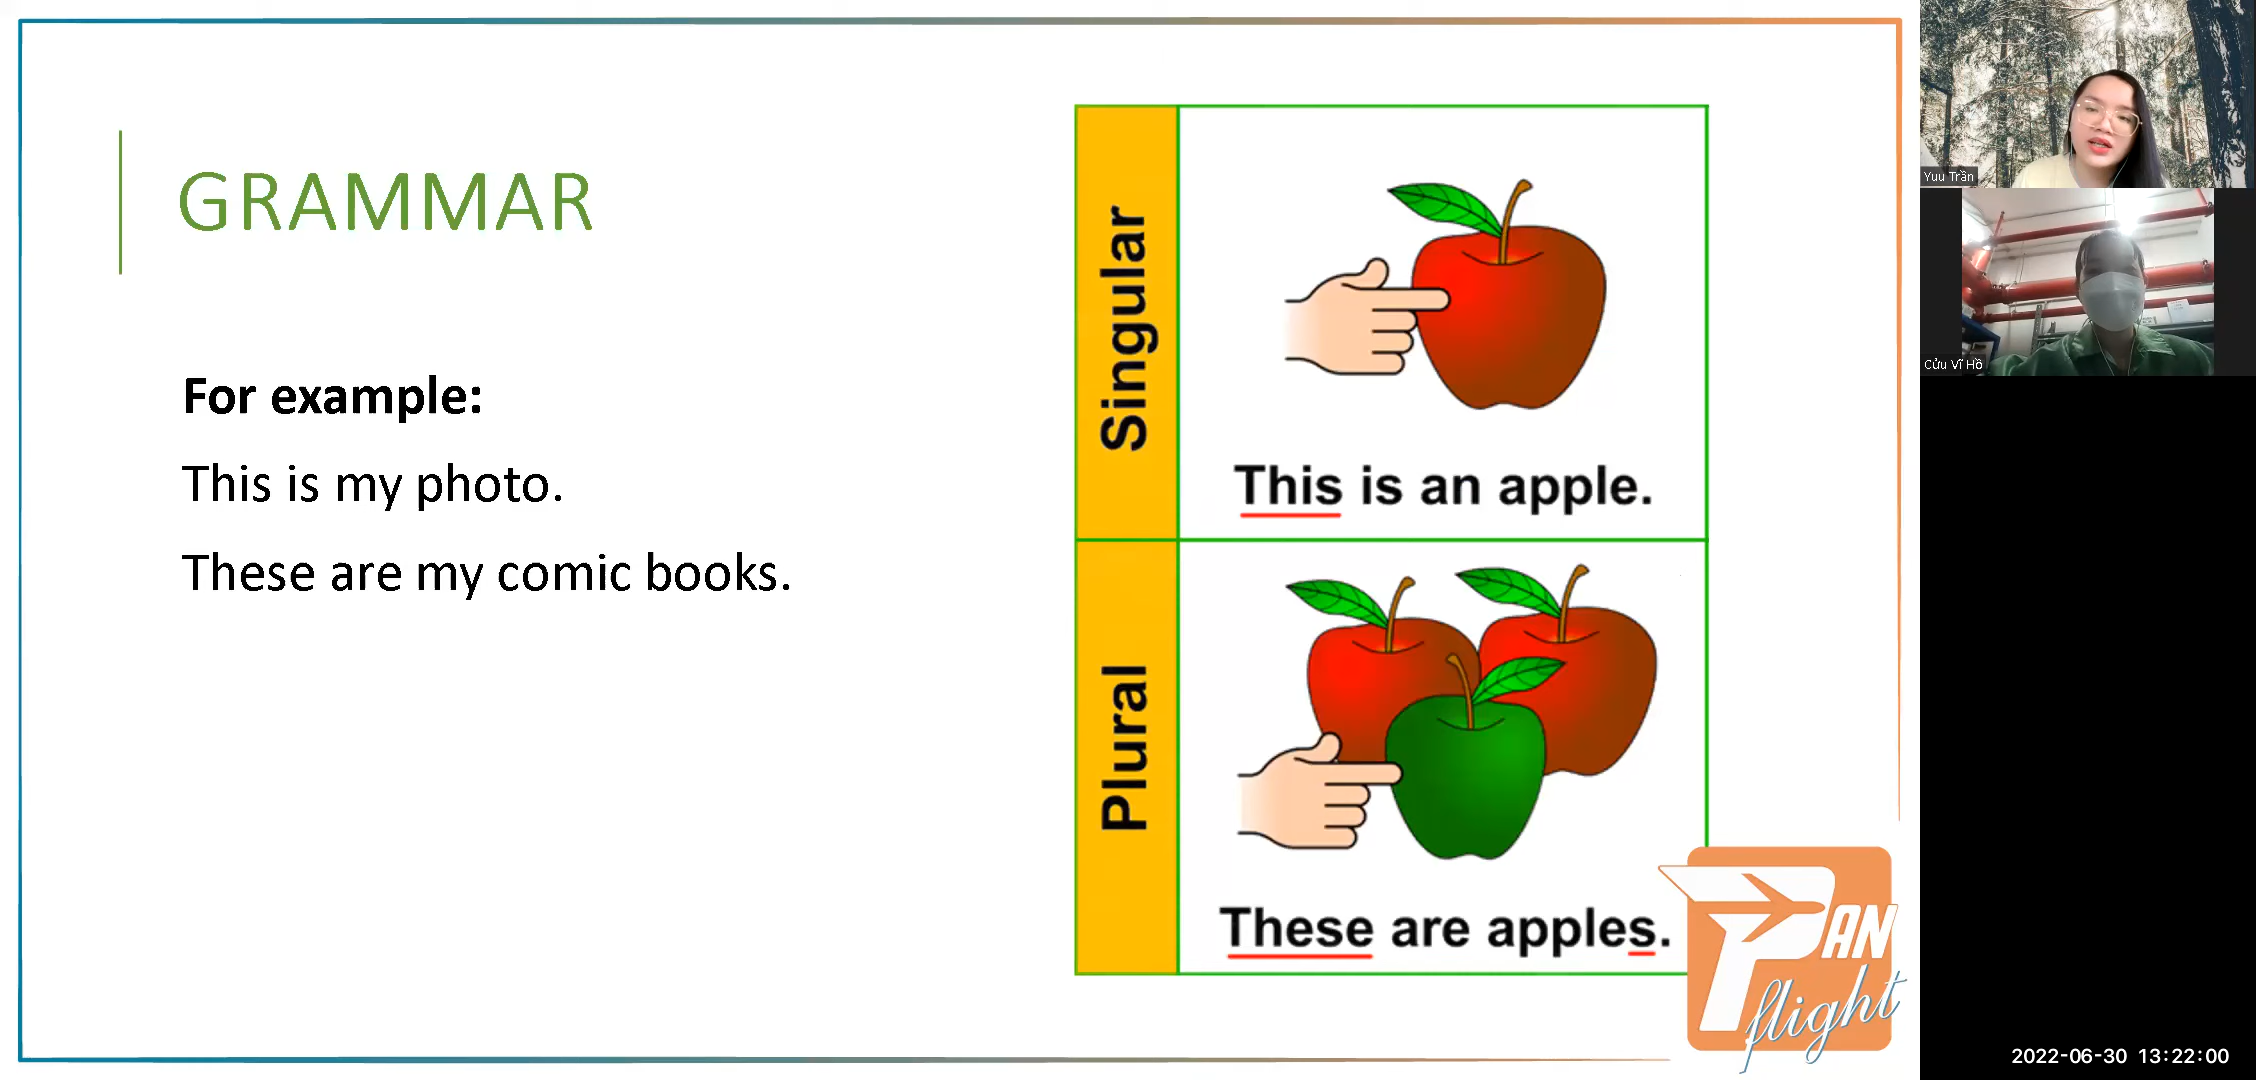 GRAMMAR
For example:
This is my photo.
These are my comic books.
Singular
This is an apple.
Plural
These are apples.
PAN
flight
Yuu Trần
Cửu Vĩ Hồ
2022-06-30 13:22:00